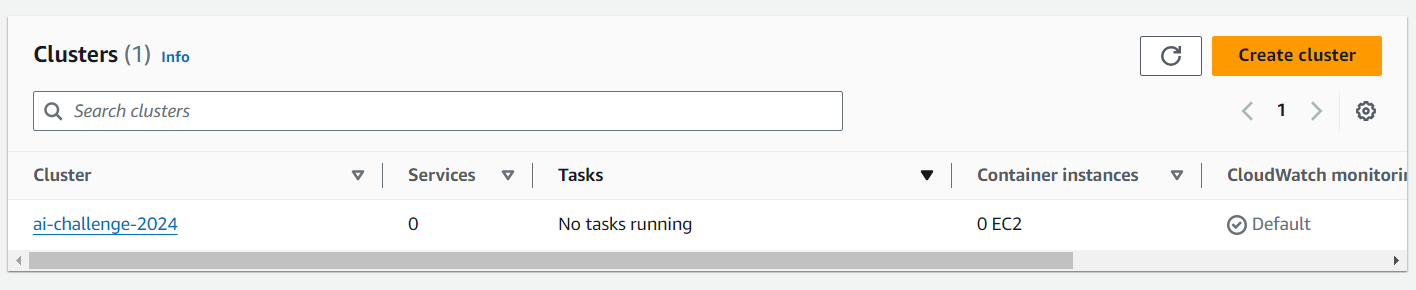 Clusters (1) Info
Create cluster
Search clusters
1
Cluster Services Tasks Container instances CloudWatch monitorin
ai-challenge-2024 0 No tasks running 0 EC2 Default